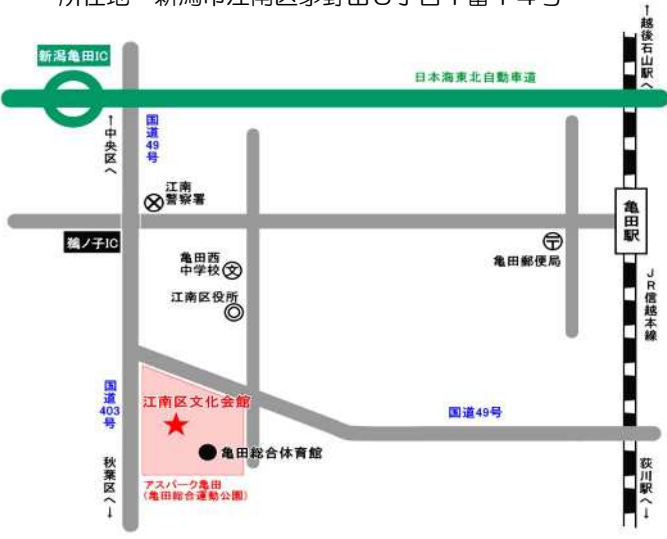 ↑越後石山駅へ
新潟亀田IC
日本海東北自動車道
↑中央区へ
国道49号
江南
警察署
亀田駅
鵜ノ子IC
亀田西
中学校
亀田郵便局
江南区役所
JR信越本線
国道403号
江南区文化会館
国道49号
亀田総合体育館
秋葉区へ↓
アスパーク亀田
(亀田総合運動公園)
荻川駅へ↓